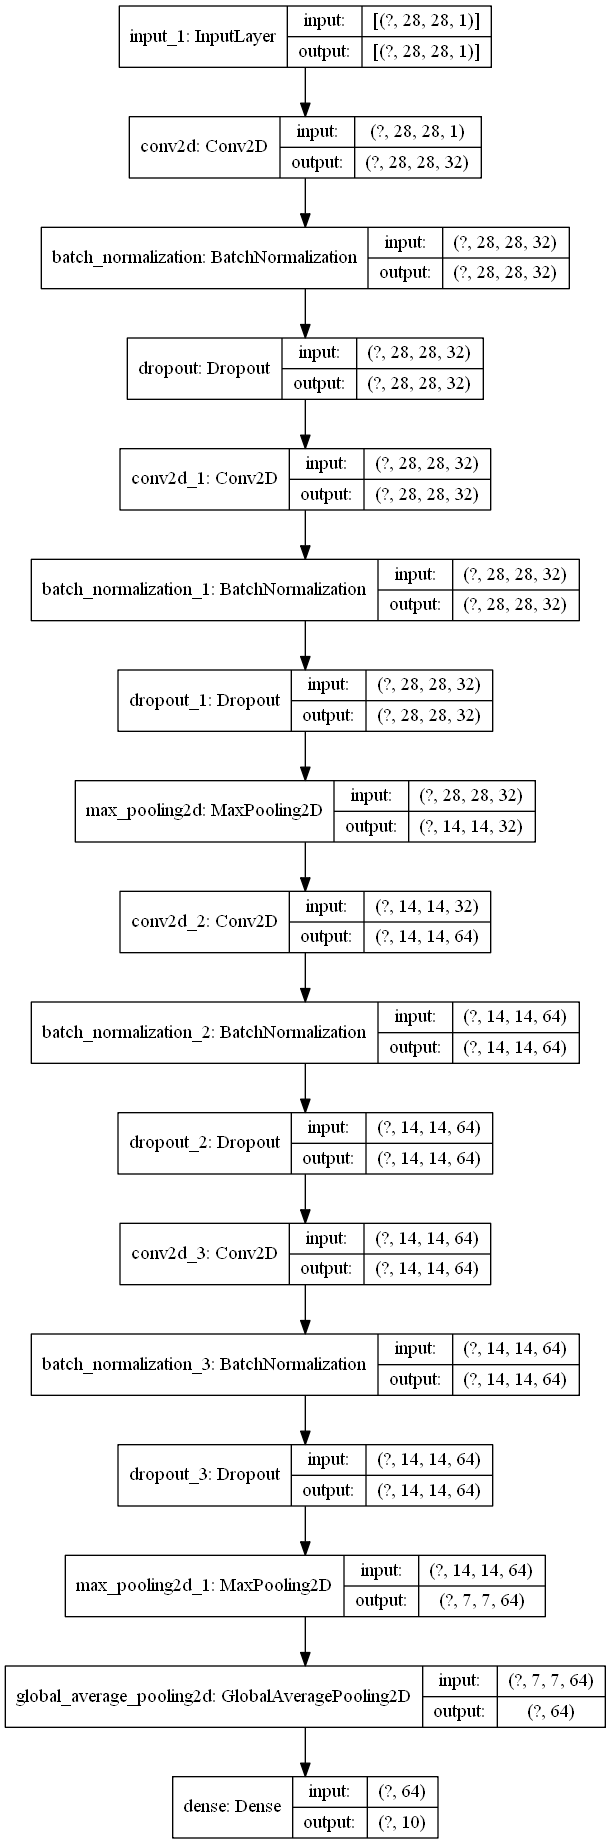 input_1: InputLayer
input: [(?, 28, 28, 1)]
output: [(?, 28, 28, 1)]
conv2d: Conv2D
input: (?, 28, 28, 1)
output: (?, 28, 28, 32)
batch_normalization: BatchNormalization
input: (?, 28, 28, 32)
output: (?, 28, 28, 32)
dropout: Dropout
input: (?, 28, 28, 32)
output: (?, 28, 28, 32)
conv2d_1: Conv2D
input: (?, 28, 28, 32)
output: (?, 28, 28, 32)
batch_normalization_1: BatchNormalization
input: (?, 28, 28, 32)
output: (?, 28, 28, 32)
dropout_1: Dropout
input: (?, 28, 28, 32)
output: (?, 28, 28, 32)
max_pooling2d: MaxPooling2D
input: (?, 28, 28, 32)
output: (?, 14, 14, 32)
conv2d_2: Conv2D
input: (?, 14, 14, 32)
output: (?, 14, 14, 64)
batch_normalization_2: BatchNormalization
input: (?, 14, 14, 64)
output: (?, 14, 14, 64)
dropout_2: Dropout
input: (?, 14, 14, 64)
output: (?, 14, 14, 64)
conv2d_3: Conv2D
input: (?, 14, 14, 64)
output: (?, 14, 14, 64)
batch_normalization_3: BatchNormalization
input: (?, 14, 14, 64)
output: (?, 14, 14, 64)
dropout_3: Dropout
input: (?, 14, 14, 64)
output: (?, 14, 14, 64)
max_pooling2d_1: MaxPooling2D
input: (?, 14, 14, 64)
output: (?, 7, 7, 64)
global_average_pooling2d: GlobalAveragePooling2D
input: (?, 7, 7, 64)
output: (?, 64)
dense: Dense
input: (?, 64)
output: (?, 10)